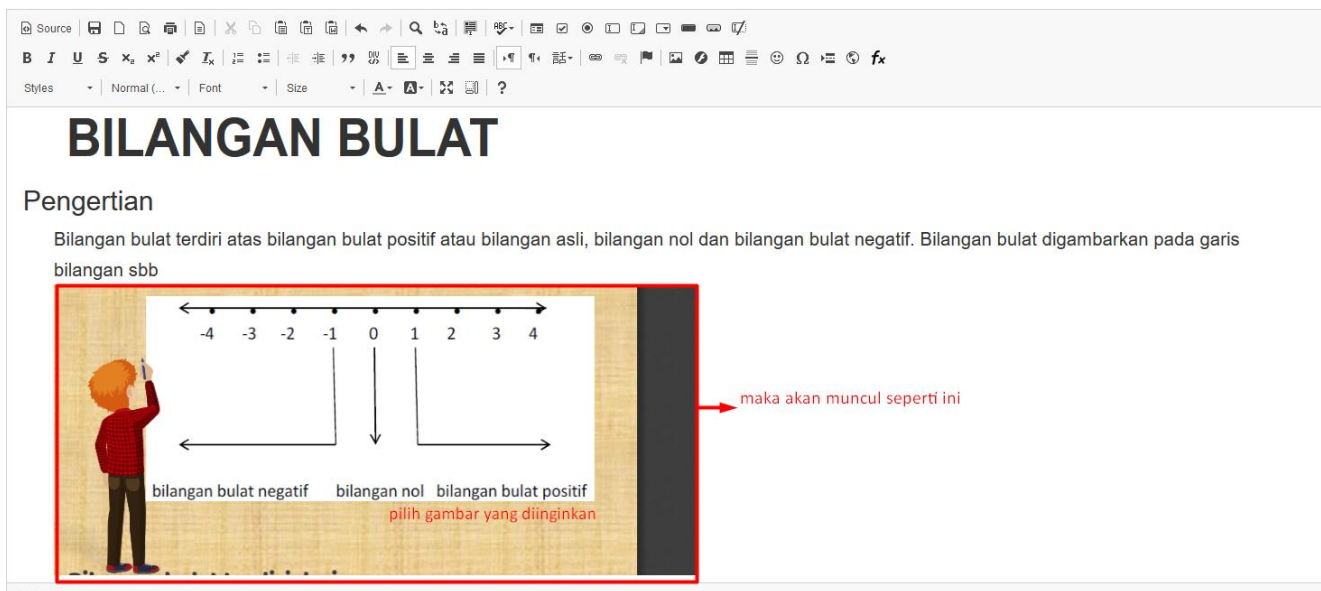 Source
Styles Normal (... Font Size ?
BILANGAN BULAT
Pengertian
Bilangan bulat terdiri atas bilangan bulat positif atau bilangan asli, bilangan nol dan bilangan bulat negatif. Bilangan bulat digambarkan pada garis
bilangan sbb
-4 -3 -2 -1 0 1 2 3 4
maka akan muncul seperti ini
bilangan bulat negatif bilangan nol bilangan bulat positif
pilih gambar yang diinginkan